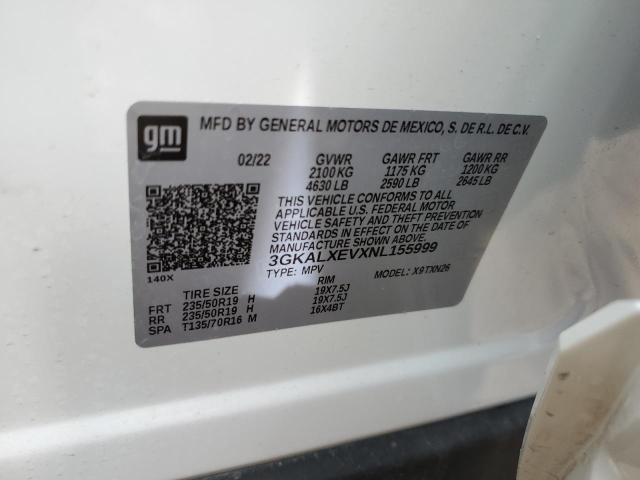 gm
MFD BY GENERAL MOTORS DE MEXICO, S. DE R.L. DE C.V.
02/22 GVWR GAWR FRT GAWR RR
2100 KG 1175 KG 1200 KG
4630 LB 2590 LB 2645 LB
THIS VEHICLE CONFORMS TO ALL
APPLICABLE U.S. FEDERAL MOTOR
VEHICLE SAFETY AND THEFT PREVENTION
STANDARDS IN EFFECT ON THE DATE OF
MANUFACTURE SHOWN ABOVE.
3GKALXEVXNL155999
140X TYPE: MPV MODEL: X9TXN26
TIRE SIZE RIM
FRT 235/50R19 H 19X7.5J
RR 235/50R19 H 19X7.5J
SPA T135/70R16 M 16X4BT